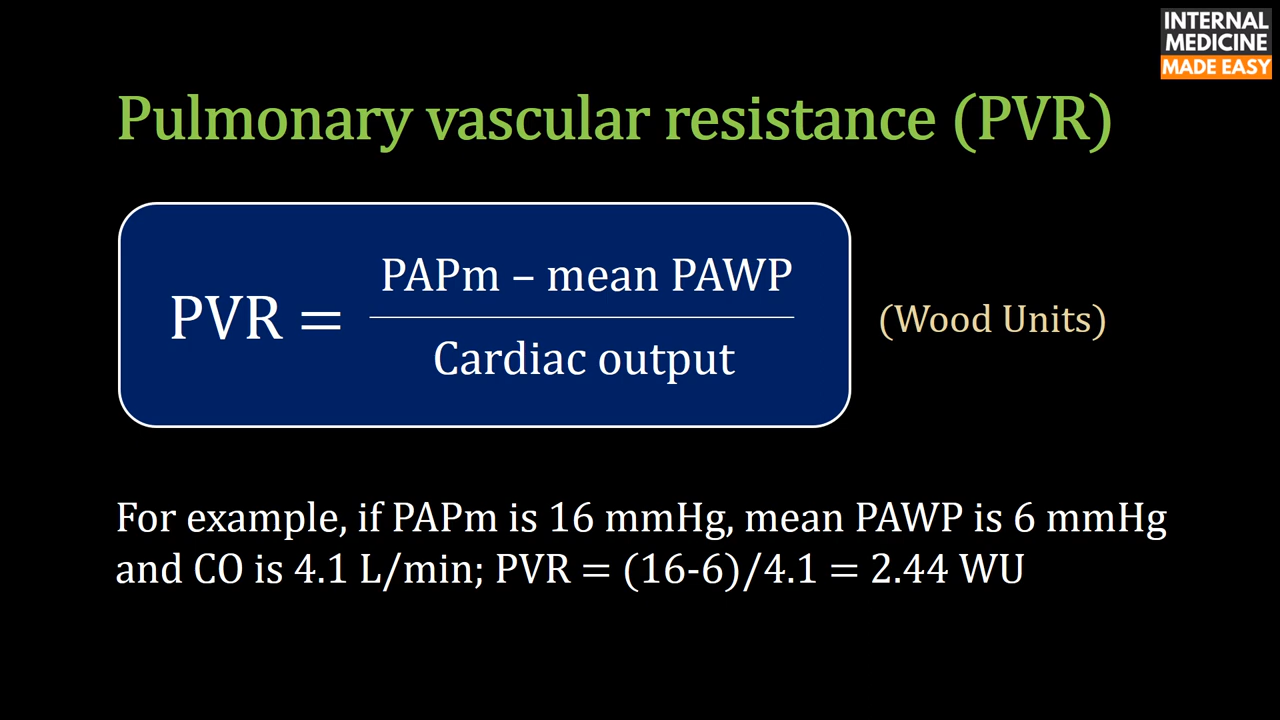 INTERNAL
MEDICINE
MADE EASY
Pulmonary vascular resistance (PVR)
PVR = PAPm – mean PAWP
Cardiac output
(Wood Units)
For example, if PAPm is 16 mmHg, mean PAWP is 6 mmHg
and CO is 4.1 L/min; PVR = (16-6)/4.1 = 2.44 WU